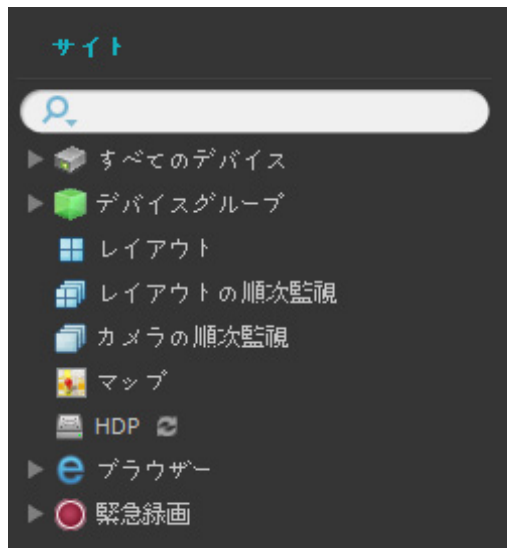 サイト
すべてのデバイス
デバイスグループ
レイアウト
レイアウトの順次監視
カメラの順次監視
マップ
HDP
ブラウザー
緊急録画